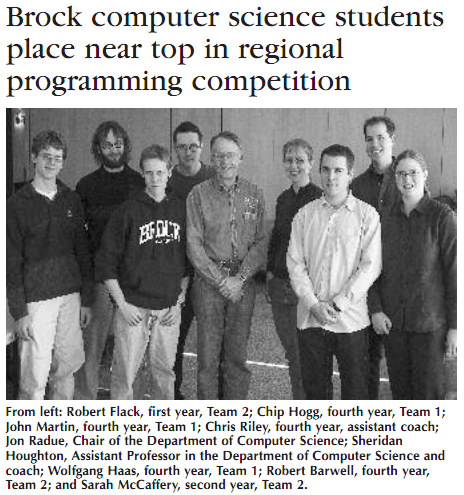 Brock computer science students
place near top in regional
programming competition
BROCK
From left: Robert Flack, first year, Team 2; Chip Hogg, fourth year, Team 1;
John Martin, fourth year, Team 1; Chris Riley, fourth year, assistant coach;
Jon Radue, Chair of the Department of Computer Science; Sheridan
Houghton, Assistant Professor in the Department of Computer Science and
coach; Wolfgang Haas, fourth year, Team 1; Robert Barwell, fourth year,
Team 2; and Sarah McCaffery, second year, Team 2.